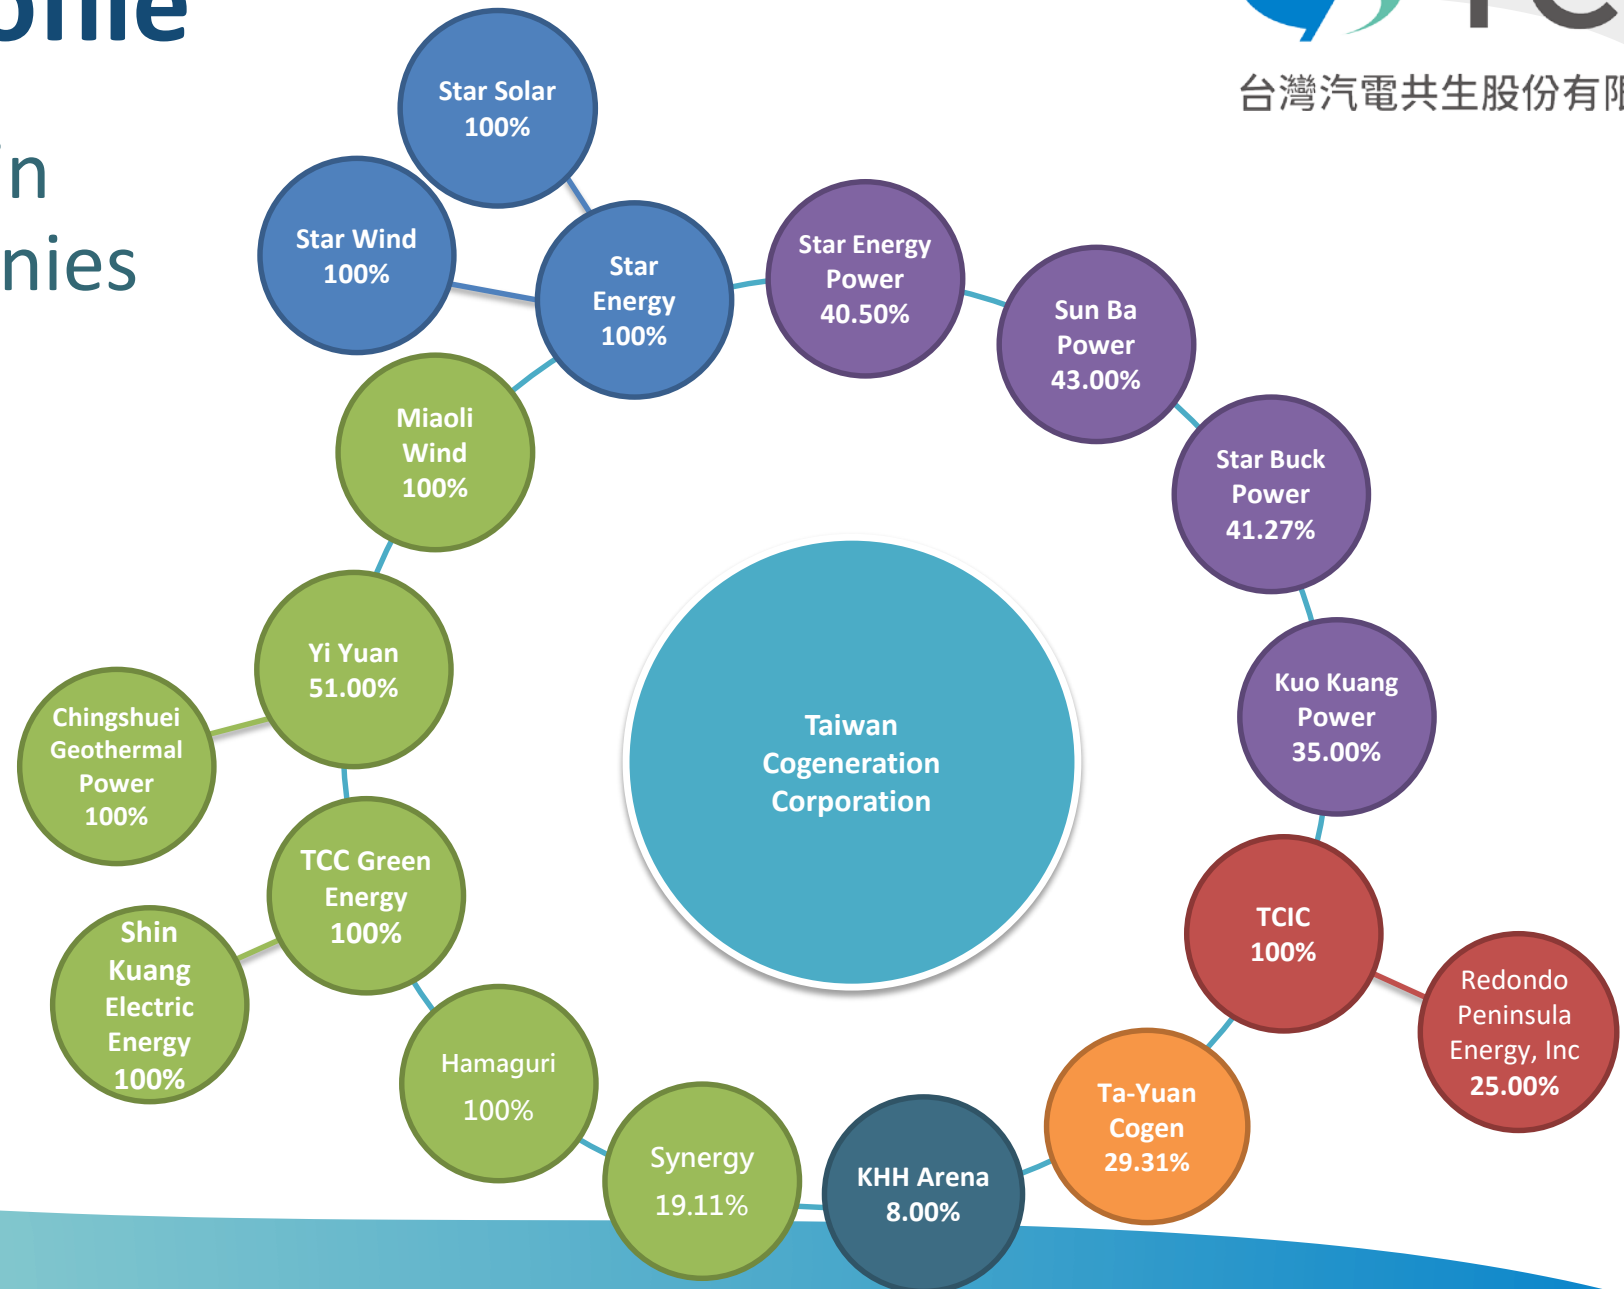 Star Solar
100%
Star Wind
100%
Star
Energy
100%
Star Energy
Power
40.50%
Sun Ba
Power
43.00%
Star Buck
Power
41.27%
Kuo Kuang
Power
35.00%
TCIC
100%
Redondo
Peninsula
Energy, Inc
25.00%
Ta-Yuan
Cogen
29.31%
KHH Arena
8.00%
Synergy
19.11%
Hamaguri
100%
TCC Green
Energy
100%
Shin
Kuang
Electric
Energy
100%
Yi Yuan
51.00%
Chingshuei
Geothermal
Power
100%
Miaoli
Wind
100%
Taiwan
Cogeneration
Corporation
in
台灣汽電共生股份有限